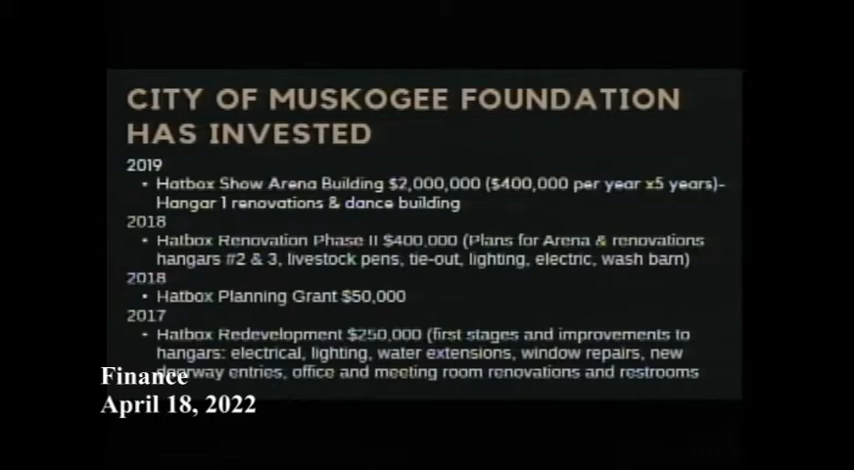 CITY OF MUSKOGEE FOUNDATION
HAS INVESTED
2019
• Hatbox Show Arena Building $2,000,000 ($400,000 per year x5 years)-
Hangar 1 renovations & dance building
2018
• Hatbox Renovation Phase II $400,000 (Plans for Arena & renovations
hangars #2 & 3, livestock pens, tie-out, lighting, electric, wash barn)
2018
• Hatbox Planning Grant $50,000
2017
• Hatbox Redevelopment $250,000 (first stages and improvements to
hangars: electrical, lighting, water extensions, window repairs, new
doorway entries, office and meeting room renovations and restrooms
Finance
April 18, 2022